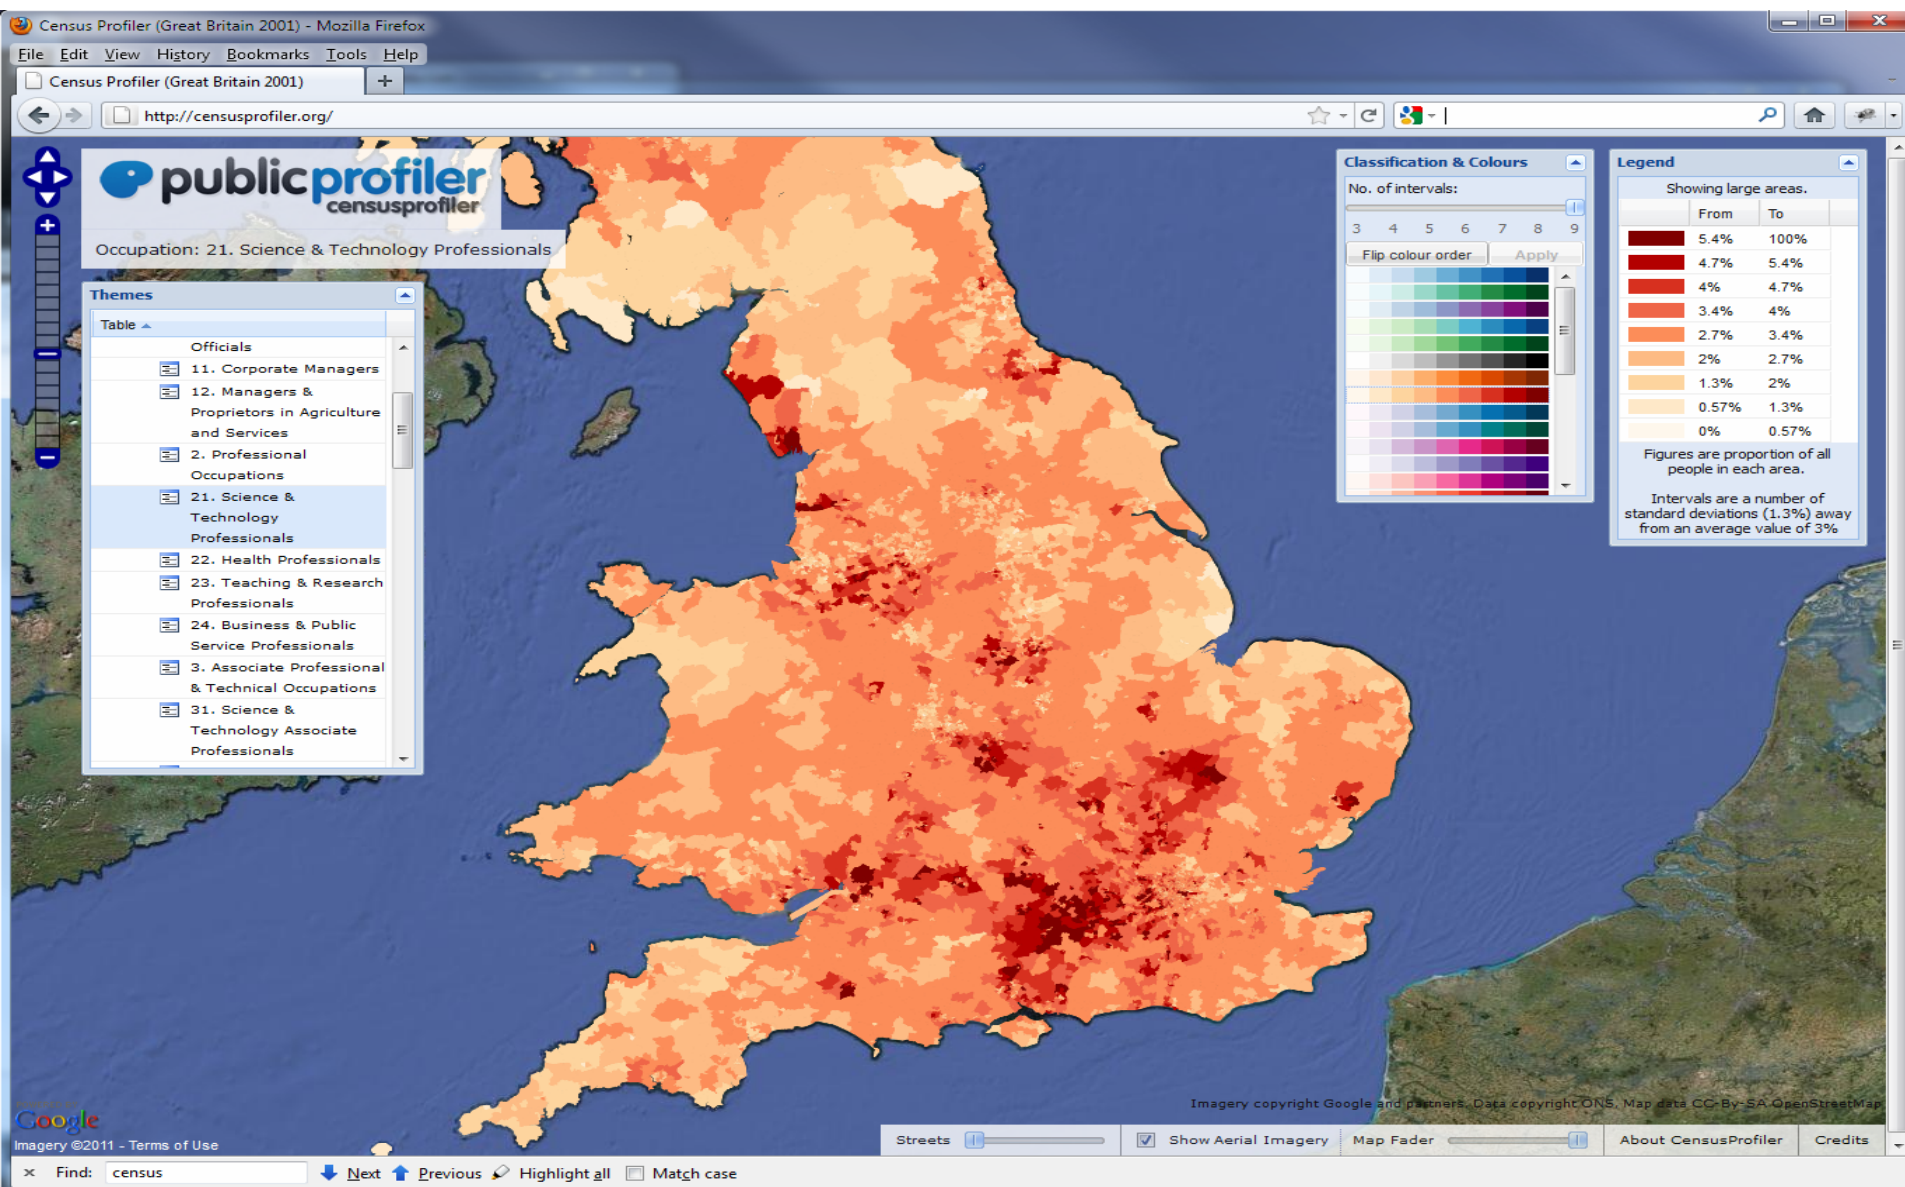 Census Profiler (Great Britain 2001) - Mozilla Firefox
File Edit View History Bookmarks Tools Help
Census Profiler (Great Britain 2001)
http://censusprofiler.org/
publicprofiler
censusprofiler
Occupation: 21. Science & Technology Professionals
Themes
Table
Officials
11. Corporate Managers
12. Managers &
Proprietors in Agriculture
and Services
2. Professional
Occupations
21. Science &
Technology
Professionals
22. Health Professionals
23. Teaching & Research
Professionals
24. Business & Public
Service Professionals
3. Associate Professional
& Technical Occupations
31. Science &
Technology Associate
Professionals
Classification & Colours
No. of intervals:
3 4 5 6 7 8 9
Flip colour order Apply
Legend
Showing large areas.
From To
5.4% 100%
4.7% 5.4%
4% 4.7%
3.4% 4%
2.7% 3.4%
2% 2.7%
1.3% 2%
0.57% 1.3%
0% 0.57%
Figures are proportion of all
people in each area.
Intervals are a number of
standard deviations (1.3%) away
from an average value of 3%
Imagery copyright Google and partners. Data copyright ONS, Map data CC-By-SA OpenStreetMap
Google
Imagery ©2011 - Terms of Use
Streets Show Aerial Imagery Map Fader About CensusProfiler Credits
× Find: census Next Previous Highlight all Match case